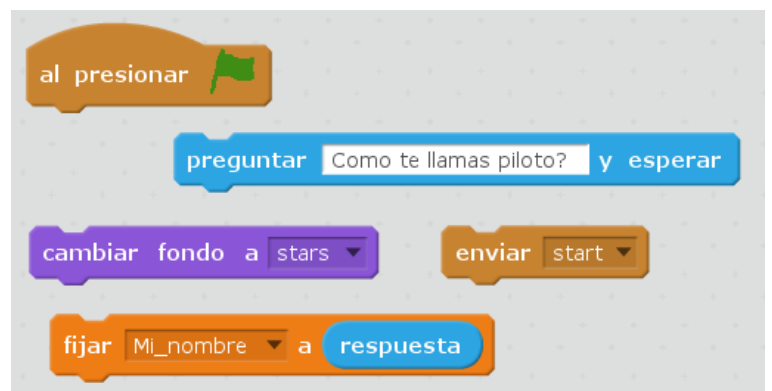 al presionar
preguntar Como te llamas piloto? y esperar
cambiar fondo a stars
enviar start
fijar Mi_nombre a respuesta